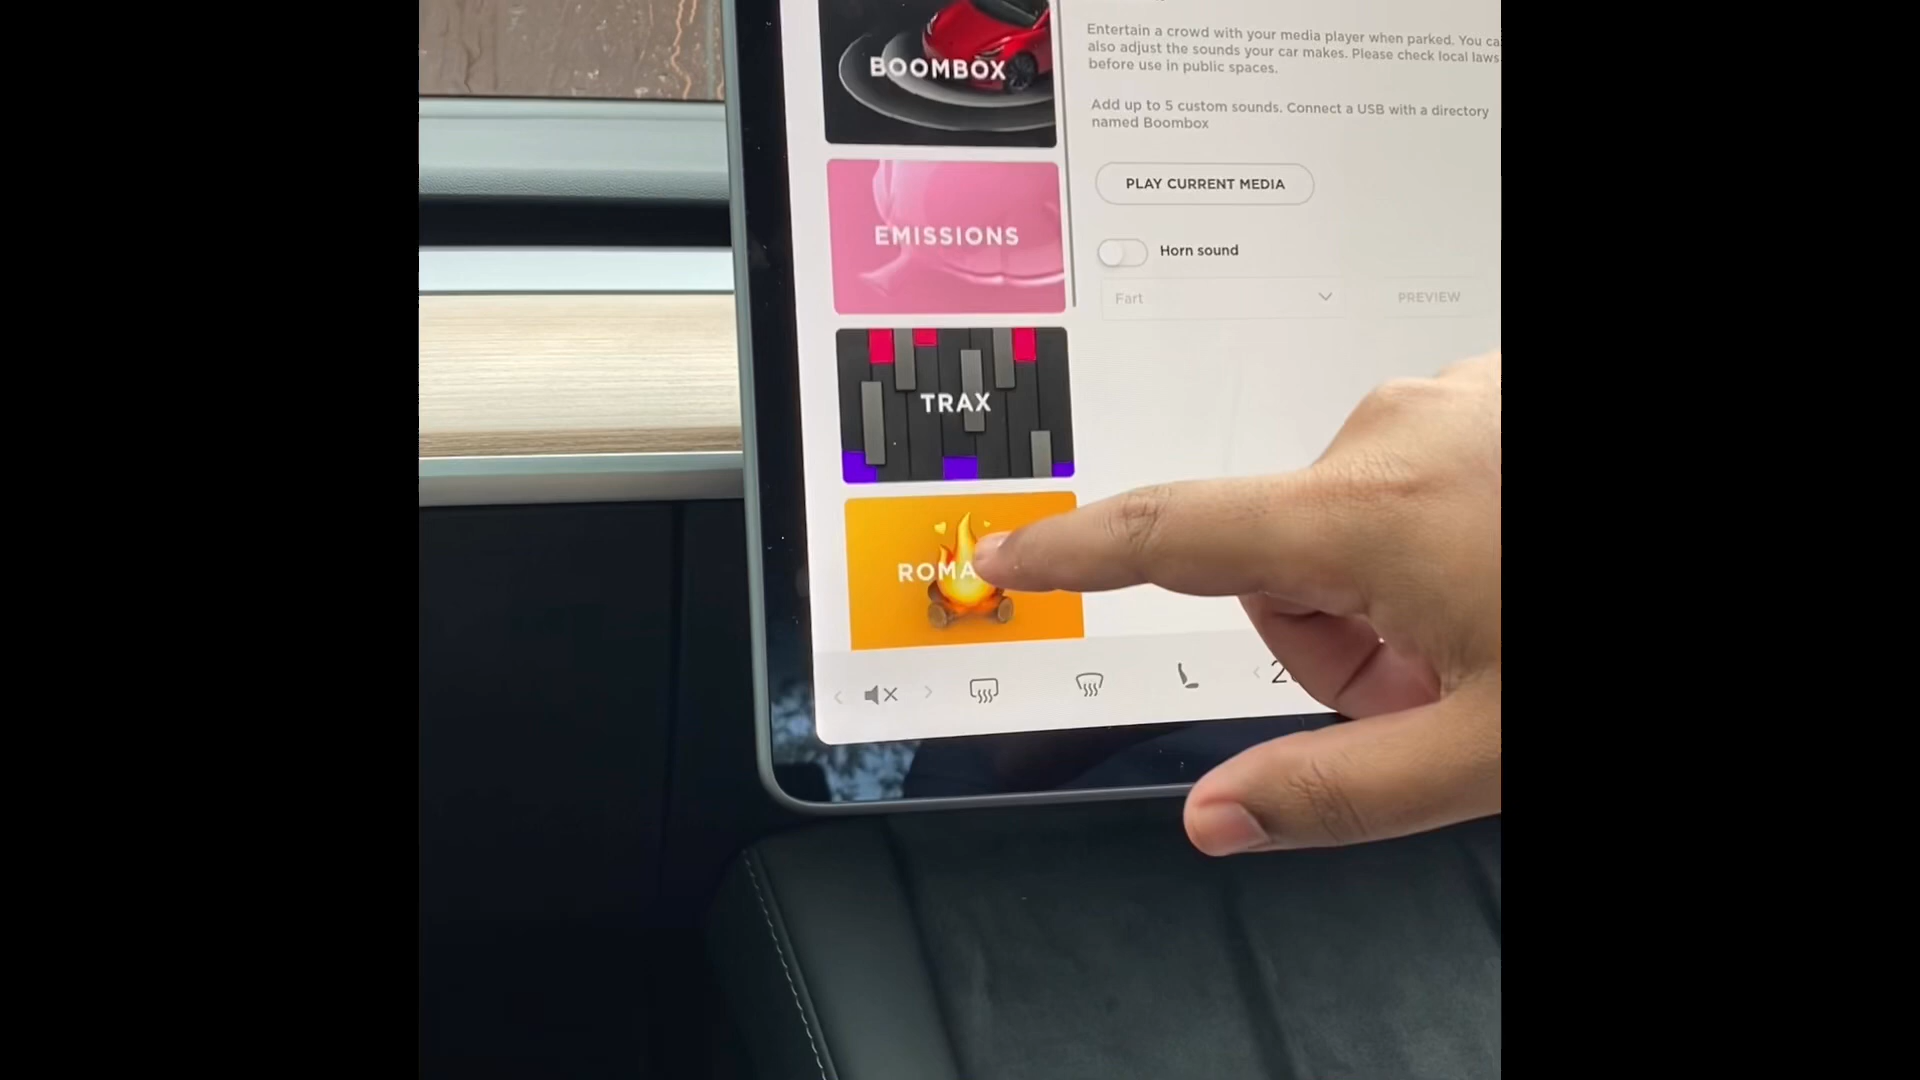 BOOMBOX
EMISSIONS
TRAX
ROMA
Entertain a crowd with your media player when parked. You ca
also adjust the sounds your car makes. Please check local laws
before use in public spaces.
Add up to 5 custom sounds. Connect a USB with a directory
named Boombox
PLAY CURRENT MEDIA
Horn sound
Fart
PREVIEW
2